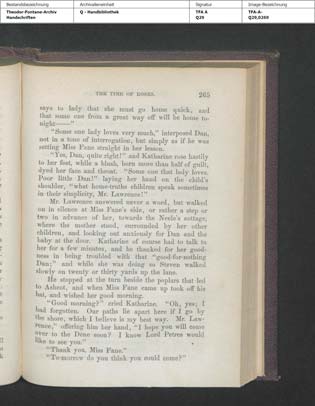 Bestandsbezeichnung Archivalieneinheit Signatur Image-Bezeichnung
Theodor-Fontane-Archiv Q - Handbibliothek TFA A TFA-A-
Handschriften Q29 Q29,0269
THE TIME OF ROSES. 265
says to lady that she must go home quick, and
that some one from a great way off will be home to-
night——"
"Some one lady loves very much," interposed Dan,
not in a tone of interrogation, but simply as if he was
setting Miss Fane straight in her lesson.
"Yes, Dan, quite right!" and Katharine rose hastily
to her feet, while a blush, born more than half of guilt,
dyed her face and throat. "Some one that lady loves.
Poor little Dan!" laying her hand on the child's
shoulder, "what home-truths children speak sometimes
in their simplicity, Mr. Lawrence!"
Mr. Lawrence answered never a word, but walked
on in silence at Miss Fane's side, or rather a step or
two in advance of her, towards the Neele's cottage,
where the mother stood, surrounded by her other
children, and looking out anxiously for Dan and the
baby at the door. Katharine of course had to talk to
her for a few minutes, and be thanked for her good-
ness in being troubled with that "good-for-nothing
Dan;" and while she was doing so Steven walked
slowly on twenty or thirty yards up the lane.
He stopped at the turn beside the poplars that led
to Ashcot, and when Miss Fane came up took off his
hat, and wished her good morning.
"Good morning?" cried Katharine. "Oh, yes; I
had forgotten. Our paths lie apart here if I go by
the shore, which I believe is my best way. Mr. Law-
rence," offering him her hand, "I hope you will come
over to the Dene soon? I know Lord Petres would
like to see you."
"Thank you, Miss Fane."
"To-morrow do you think you could come?"